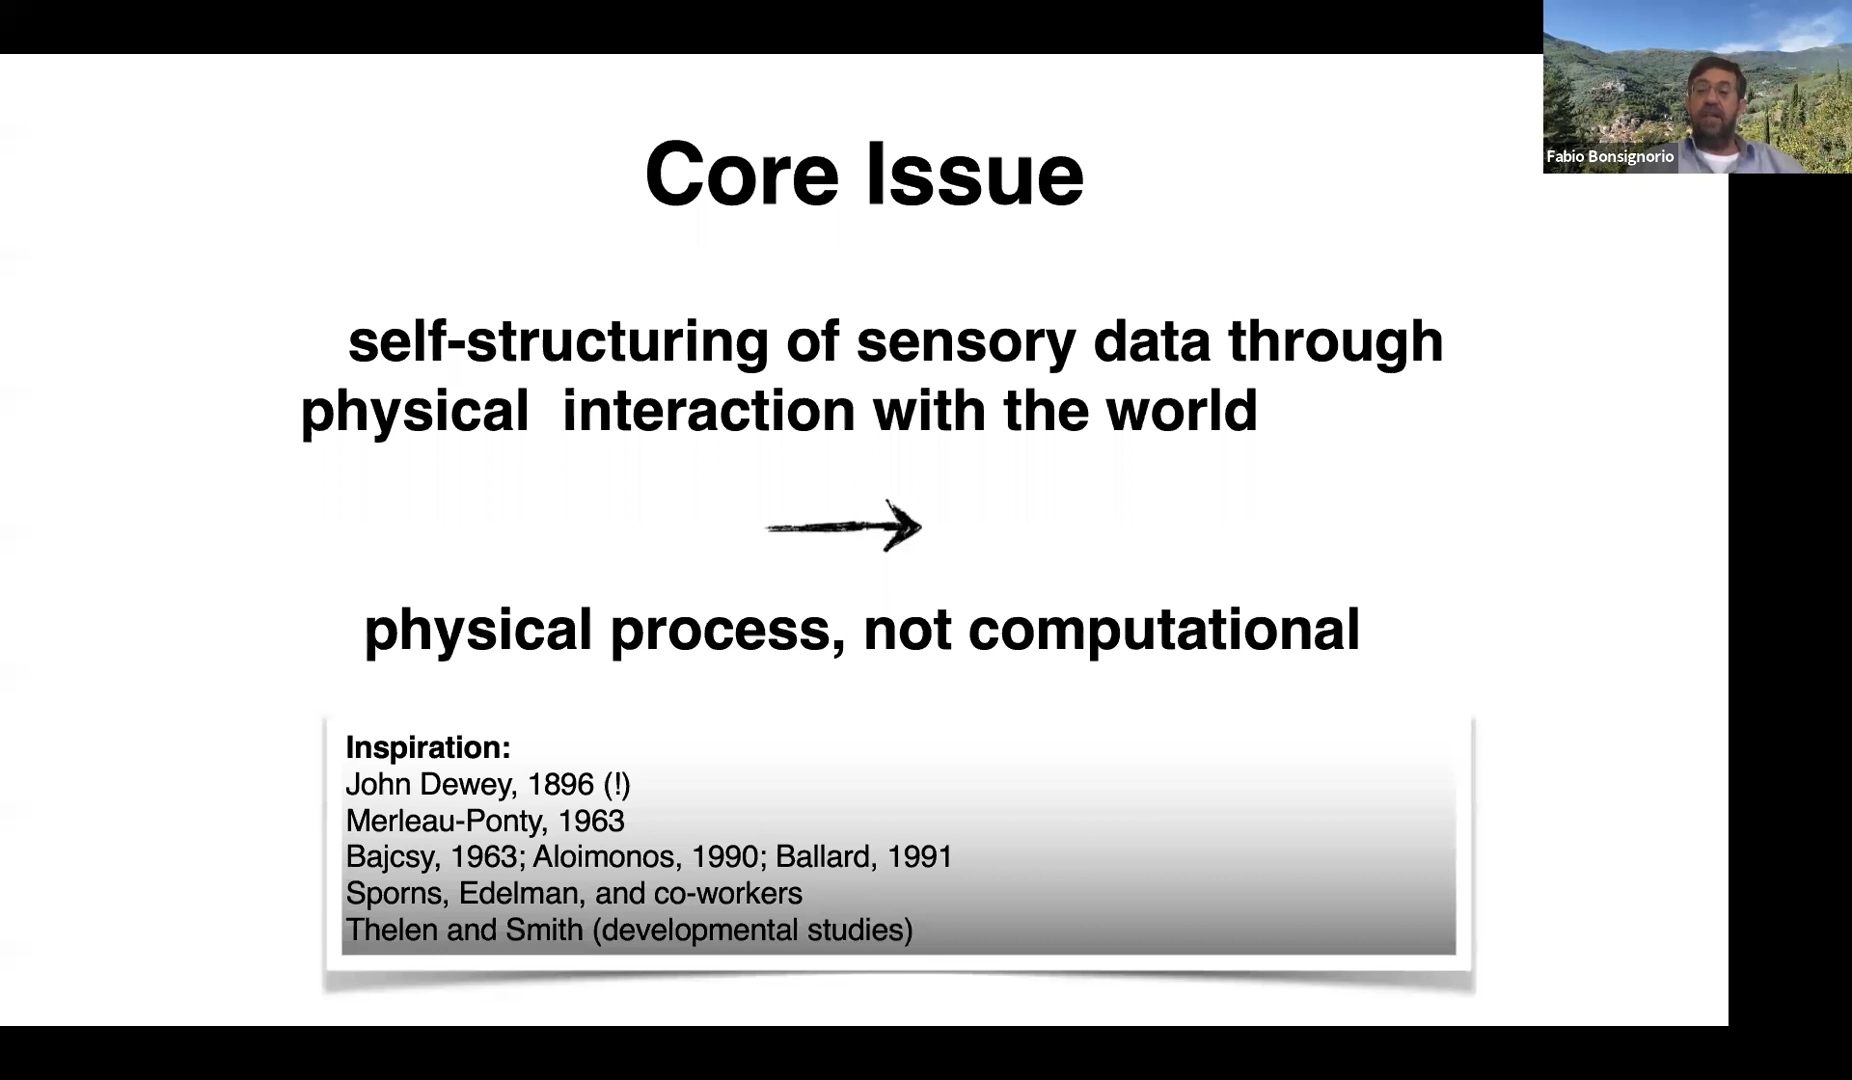 Fabio Bonsignorio
Core Issue
self-structuring of sensory data through
physical interaction with the world
physical process, not computational
Inspiration:
John Dewey, 1896 (!)
Merleau-Ponty, 1963
Bajcsy, 1963; Aloimonos, 1990; Ballard, 1991
Sporns, Edelman, and co-workers
Thelen and Smith (developmental studies)